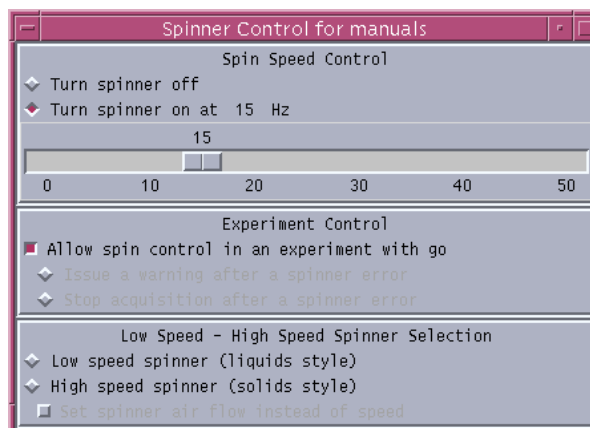 Spinner Control for manuals
Spin Speed Control
Turn spinner off
Turn spinner on at 15 Hz
15
0 10 20 30 40 50
Experiment Control
Allow spin control in an experiment with go
Issue a warning after a spinner error
Stop acquisition after a spinner error
Low Speed - High Speed Spinner Selection
Low speed spinner (liquids style)
High speed spinner (solids style)
Set spinner air flow instead of speed